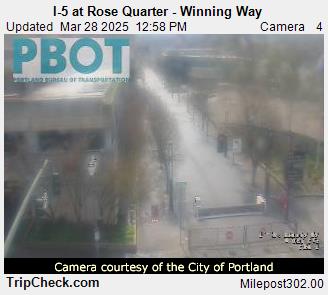 I-5 at Rose Quarter - Winning Way
Updated Mar 28 2025 12:58 PM Camera 4
PBOT
PORTLAND BUREAU OF TRANSPORTATION
Camera courtesy of the City of Portland
TripCheck.com Milepost302.00